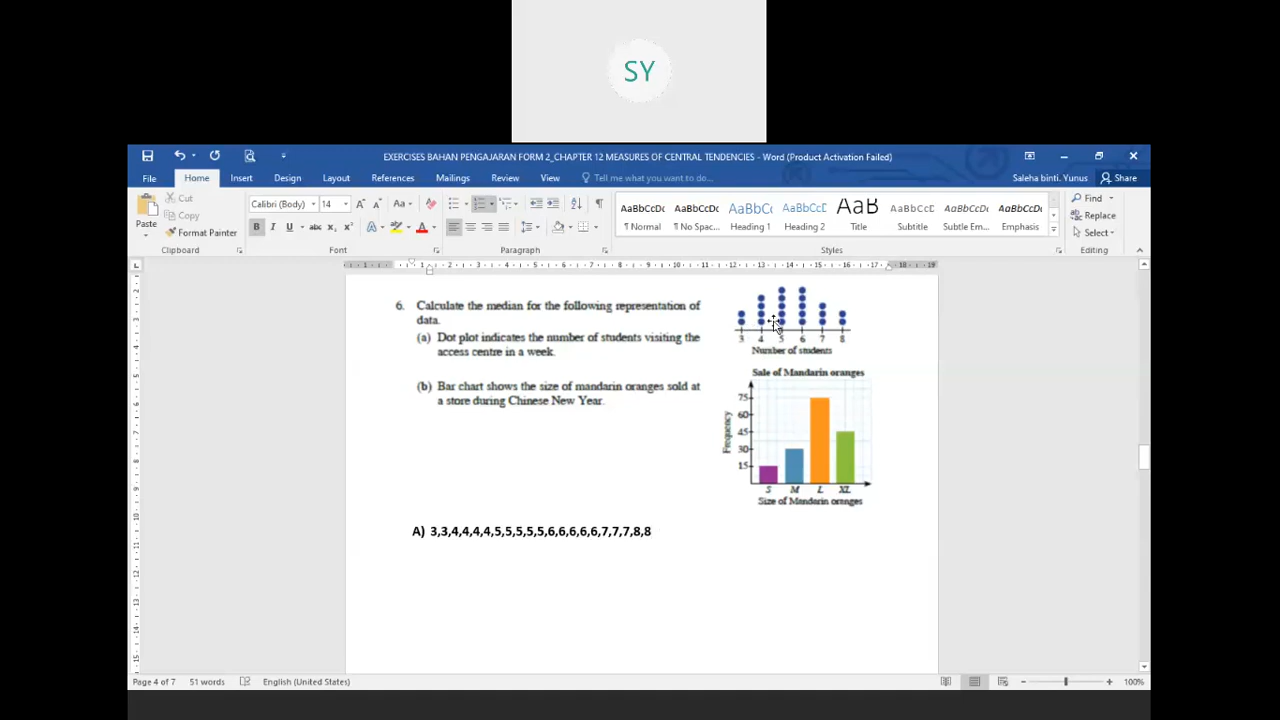 SY
EXERCISES BAHAN PENGAJARAN FORM 2_CHAPTER 12 MEASURES OF CENTRAL TENDENCIES - Word (Product Activation Failed)
File Home Insert Design Layout References Mailings Review View Tell me what you want to do... Saleha binti. Yunus Share
Paste
Cut
Copy
Format Painter
Clipboard
Calibri (Body) 14
Font
Paragraph
AaBbCcDc AaBbCcDc AaBbCc AaBbCcD AaB AaBbCcD AaBbCcDc AaBbCcDc
¶ Normal ¶ No Spac... Heading 1 Heading 2 Title Subtitle Subtle Em... Emphasis
Styles
Find
Replace
Select
Editing
6. Calculate the median for the following representation of
data.
(a) Dot plot indicates the number of students visiting the
access centre in a week.
(b) Bar chart shows the size of mandarin oranges sold at
a store during Chinese New Year.
3 4 5 6 7 8
Number of students
Sale of Mandarin oranges
Frequency
75
60
45
30
15
S M L XL
Size of Mandarin oranges
A) 3,3,4,4,4,4,5,5,5,5,5,6,6,6,6,6,7,7,7,8,8
Page 4 of 7 51 words English (United States) 100%